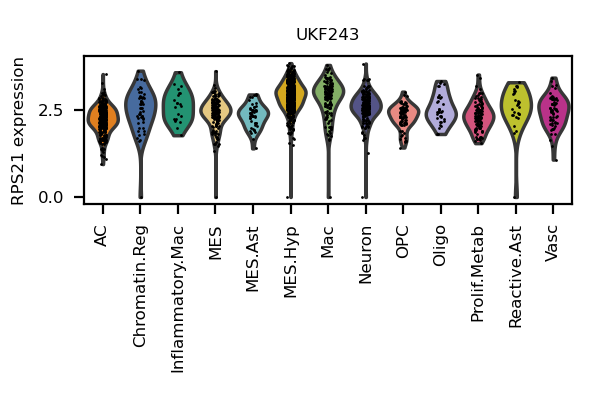 UKF243
RPS21 expression
2.5
0.0
AC
Chromatin.Reg
Inflammatory.Mac
MES
MES.Ast
MES.Hyp
Mac
Neuron
OPC
Oligo
Prolif.Metab
Reactive.Ast
Vasc